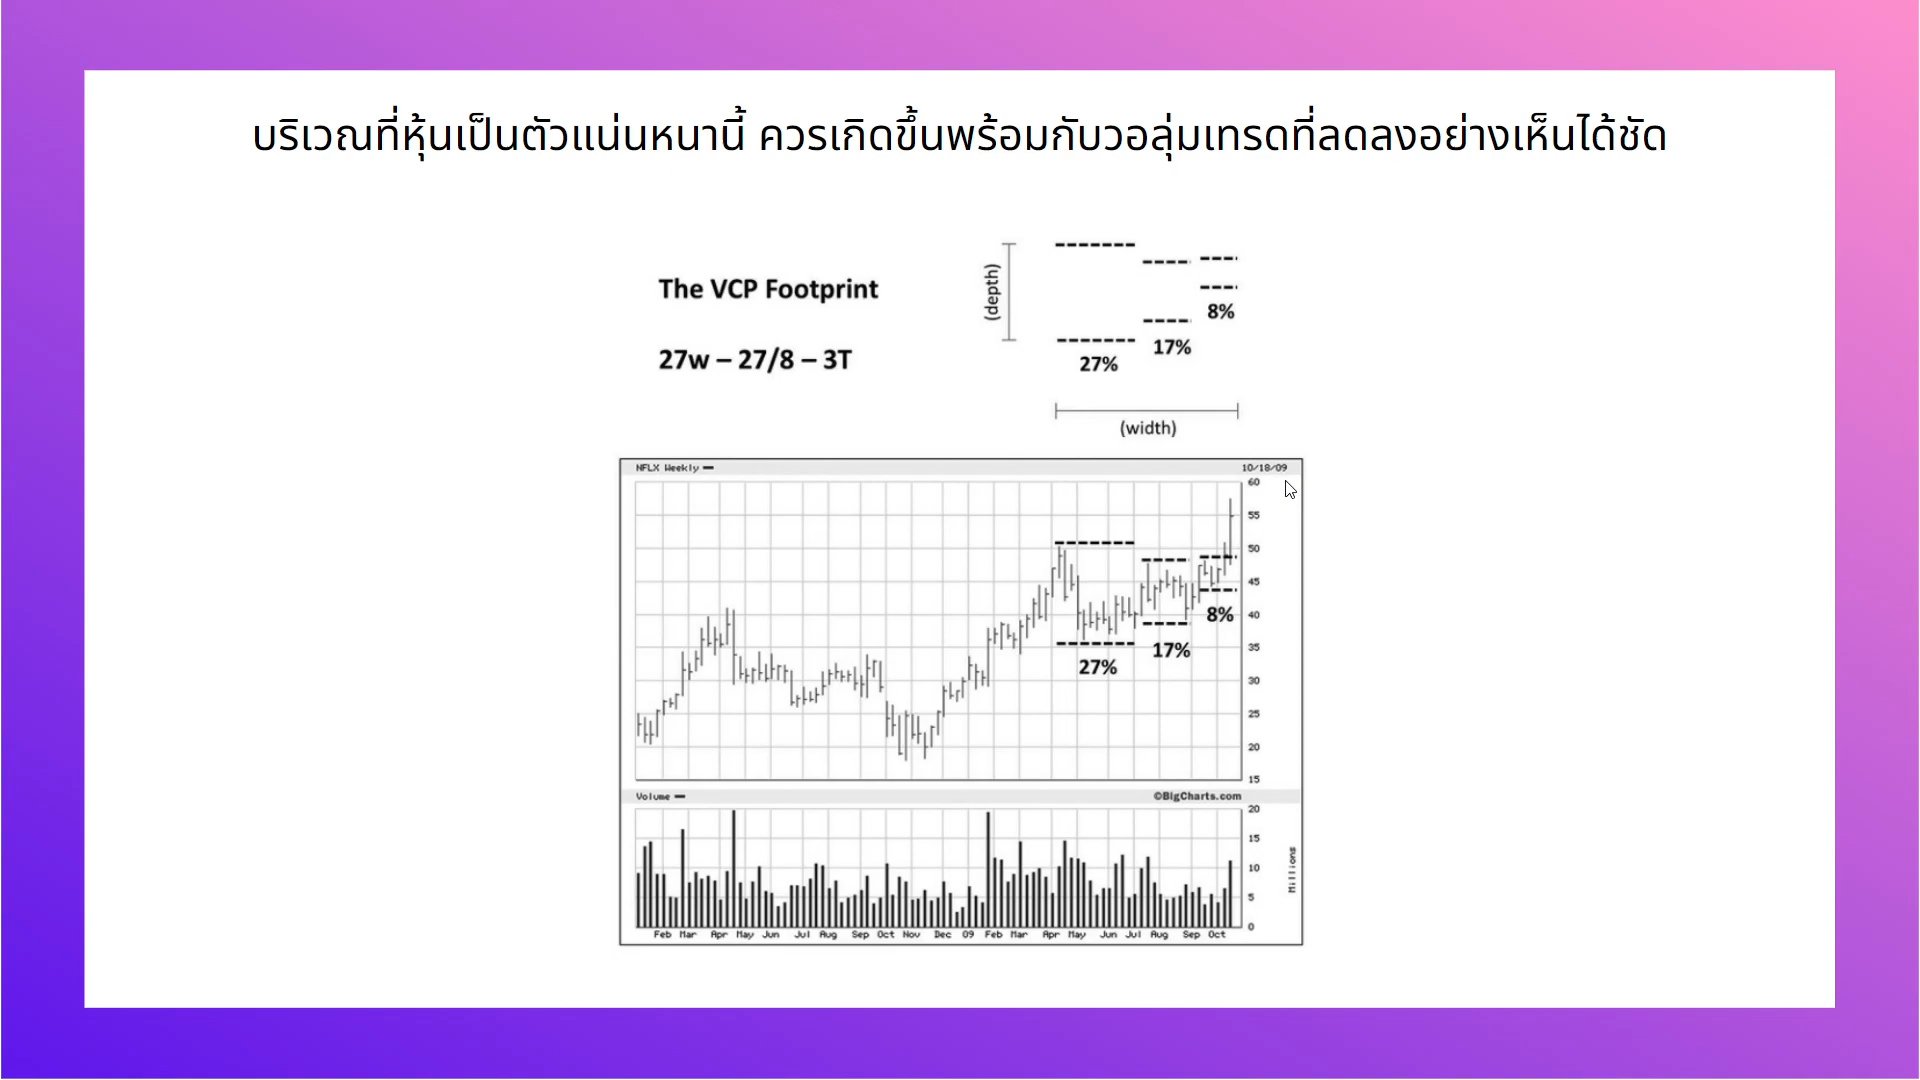 บริเวณที่หุ้นเป็นตัวแน่นหนานี้ ควรเกิดขึ้นพร้อมกับวอลุ่มเทรดที่ลดลงอย่างเห็นได้ชัด
The VCP Footprint
27w – 27/8 – 3T
(depth)
8%
17%
27%
(width)
NFLX Weekly
10/18/09
60
55
50
45
40
35
30
25
20
15
8%
17%
27%
Volume
©BigCharts.com
20
15
10
5
0
Millions
Feb Mar Apr May Jun Jul Aug Sep Oct Nov Dec 09 Feb Mar Apr May Jun Jul Aug Sep Oct